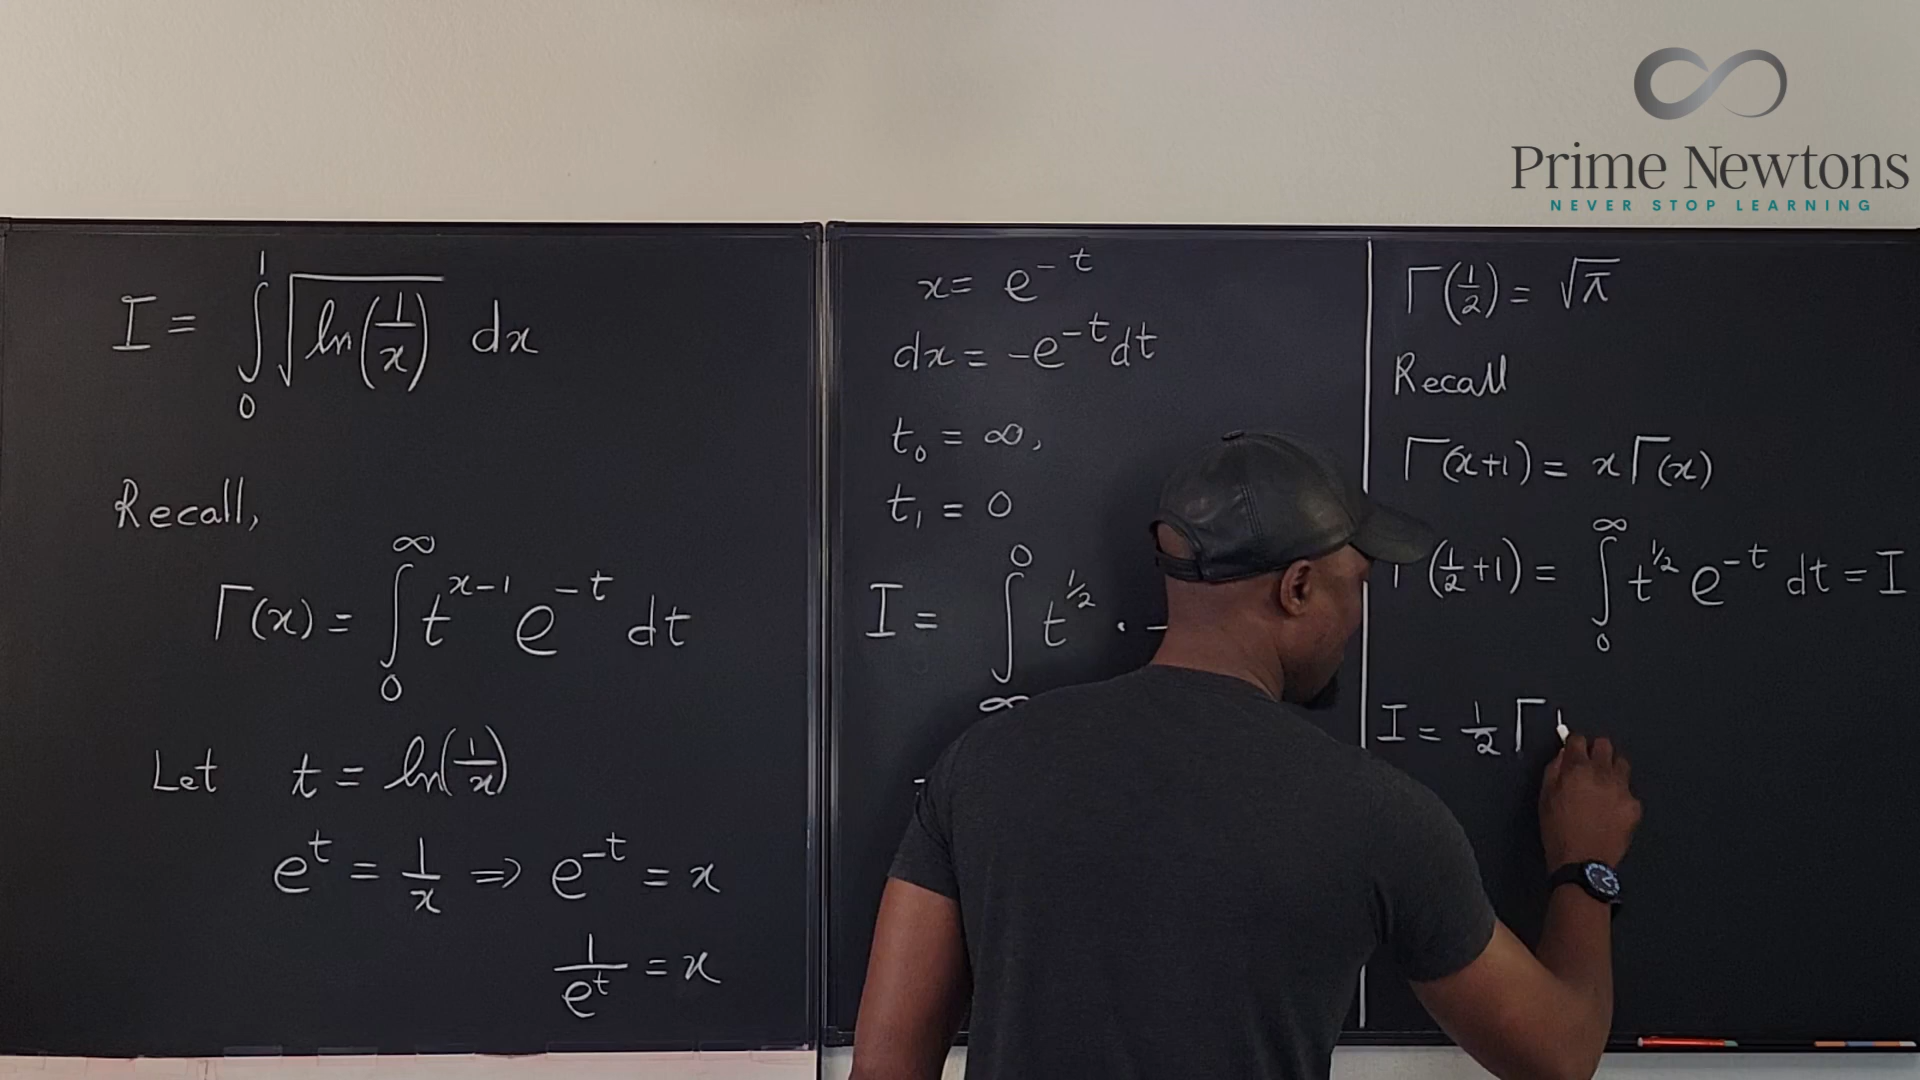 Prime Newtons
NEVER STOP LEARNING
I = ∫₀¹ √(ln(1/x)) dx
Recall,
Γ(x) = ∫₀^∞ t^(x-1) e^(-t) dt
Let t = ln(1/x)
e^t = 1/x ⇒ e^(-t) = x
1/e^t = x
x = e^(-t)
dx = -e^(-t) dt
t₀ = ∞,
t₁ = 0
I = ∫_∞^0 t^(1/2) · -
Γ(1/2) = √π
Recall
Γ(x+1) = xΓ(x)
Γ(1/2+1) = ∫₀^∞ t^(1/2) e^(-t) dt = I
I = 1/2 Γ